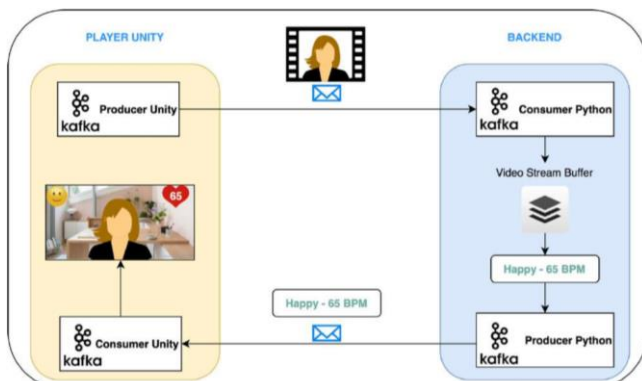 PLAYER UNITY
BACKEND
kafka
Producer Unity
kafka
Consumer Python
Video Stream Buffer
65
Happy - 65 BPM
Happy - 65 BPM
kafka
Consumer Unity
kafka
Producer Python